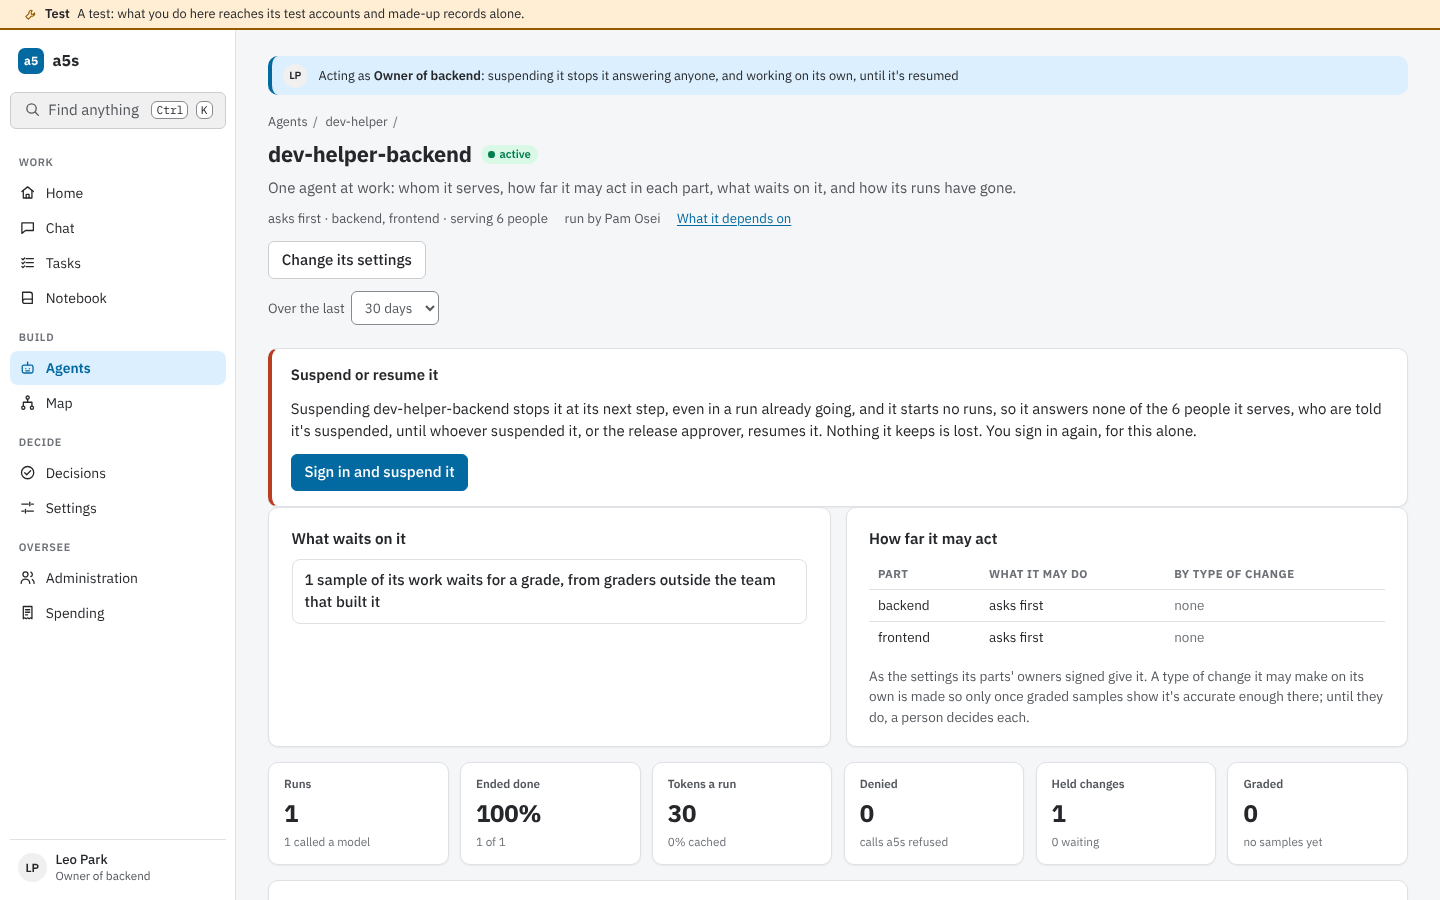 Test A test: what you do here reaches its test accounts and made-up records alone.
a5 a5s
Find anything Ctrl K
WORK
Home
Chat
Tasks
Notebook
BUILD
Agents
Map
DECIDE
Decisions
Settings
OVERSEE
Administration
Spending
LP Leo Park
Owner of backend
LP Acting as Owner of backend: suspending it stops it answering anyone, and working on its own, until it's resumed
Agents / dev-helper /
dev-helper-backend active
One agent at work: whom it serves, how far it may act in each part, what waits on it, and how its runs have gone.
asks first · backend, frontend · serving 6 people run by Pam Osei What it depends on
Change its settings
Over the last 30 days
Suspend or resume it
Suspending dev-helper-backend stops it at its next step, even in a run already going, and it starts no runs, so it answers none of the 6 people it serves, who are told
it's suspended, until whoever suspended it, or the release approver, resumes it. Nothing it keeps is lost. You sign in again, for this alone.
Sign in and suspend it
What waits on it
1 sample of its work waits for a grade, from graders outside the team
that built it
How far it may act
PART WHAT IT MAY DO BY TYPE OF CHANGE
backend asks first none
frontend asks first none
As the settings its parts' owners signed give it. A type of change it may make on its
own is made so only once graded samples show it's accurate enough there; until they
do, a person decides each.
Runs
1
1 called a model
Ended done
100%
1 of 1
Tokens a run
30
0% cached
Denied
0
calls a5s refused
Held changes
1
0 waiting
Graded
0
no samples yet